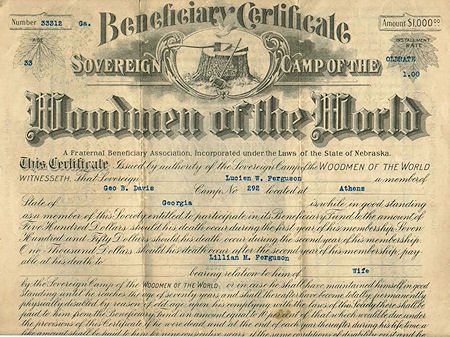 Number 33312 Ga.
Beneficiary Certificate
Amount $1,000.00
AGE
33
SOVEREIGN CAMP OF THE
INSTALLMENT RATE
1.00
Woodmen of the World
A Fraternal Beneficiary Association, Incorporated under the Laws of the State of Nebraska.
This Certificate Issued by authority of the Sovereign Camp of the WOODMEN OF THE WORLD
WITNESSETH, That Sovereign Lucien W. Ferguson a member of
Geo B. Davis Camp No 292 located at Athens
State of Georgia is while in good standing
as a member of this Society entitled to participate in its Beneficiary Fund to the amount of
Five Hundred Dollars should his death occur during the first year of his membership, Seven
Hundred and Fifty Dollars should his death occur during the second year of his membership;
One Thousand Dollars should his death occur after the second year of his membership, pay
able at his death to Lillian M. Ferguson
bearing relation to him of Wife
by the Sovereign Camp of the WOODMEN OF THE WORLD, or in case he shall have maintained himself in good
standing until he reaches the age of seventy years and shall thereafter become totally, permanently
physically disabled by reason of old age, upon his complying with the laws of this Society, there shall be
paid to him from the Beneficiary Fund an amount equal to 10 per cent of that which would be due under
the provisions of this Certificate if he were dead and at the end of each year thereafter during his life time a